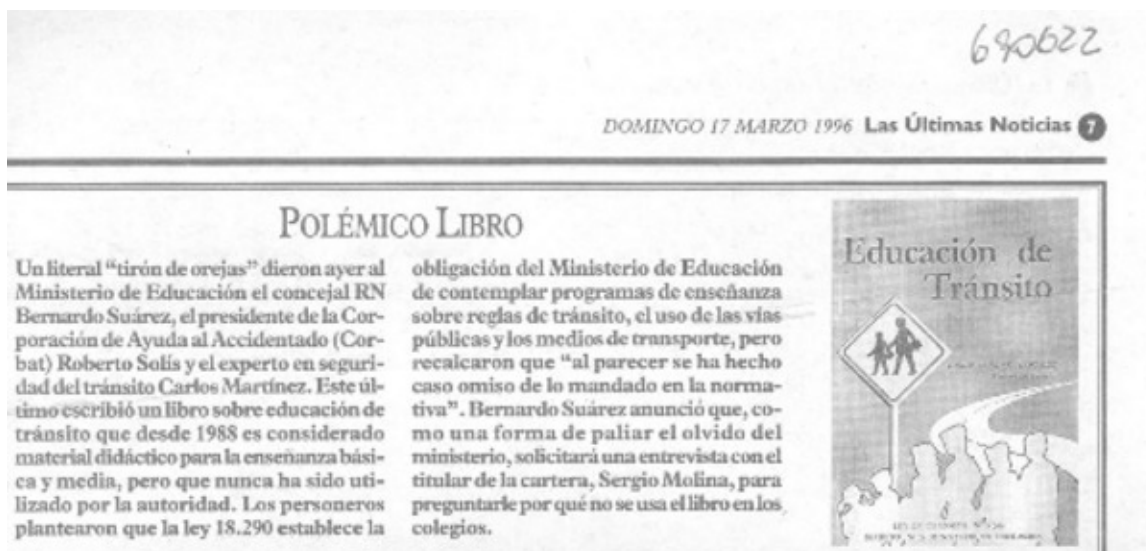 690622
DOMINGO 17 MARZO 1996 Las Últimas Noticias 7
POLÉMICO LIBRO
Un literal “tirón de orejas” dieron ayer al
Ministerio de Educación el concejal RN
Bernardo Suárez, el presidente de la Cor-
poración de Ayuda al Accidentado (Cor-
bat) Roberto Solís y el experto en seguri-
dad del tránsito Carlos Martínez. Este úl-
timo escribió un libro sobre educación de
tránsito que desde 1988 es considerado
material didáctico para la enseñanza bási-
ca y media, pero que nunca ha sido uti-
lizado por la autoridad. Los personeros
plantearon que la ley 18.290 establece la
obligación del Ministerio de Educación
de contemplar programas de enseñanza
sobre reglas de tránsito, el uso de las vías
públicas y los medios de transporte, pero
recalcaron que “al parecer se ha hecho
caso omiso de lo mandado en la norma-
tiva”. Bernardo Suárez anunció que, co-
mo una forma de paliar el olvido del
ministerio, solicitará una entrevista con el
titular de la cartera, Sergio Molina, para
preguntarle por qué no se usa el libro en los
colegios.
Educación de
Tránsito